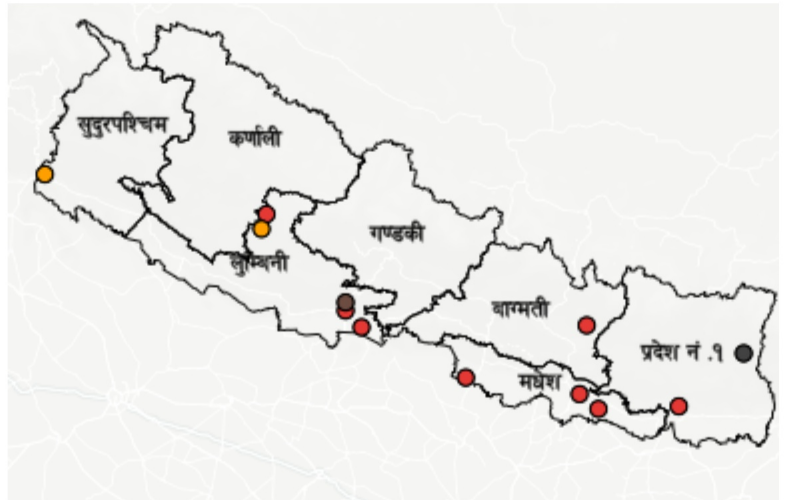 सुदुरपश्चिम
कर्णाली
गण्डकी
लुम्बिनी
बाग्मती
प्रदेश नं .१
मधेश